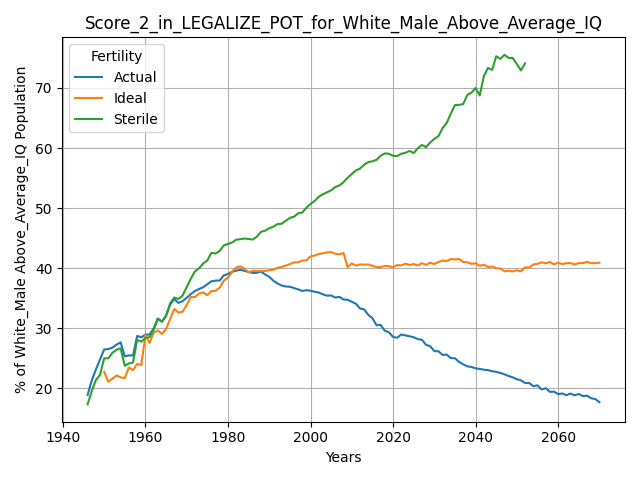 Score_2_in_LEGALIZE_POT_for_White_Male_Above_Average_IQ
Fertility
Actual
Ideal
Sterile
% of White_Male Above_Average_IQ Population
70
60
50
40
30
20
1940 1960 1980 2000 2020 2040 2060
Years